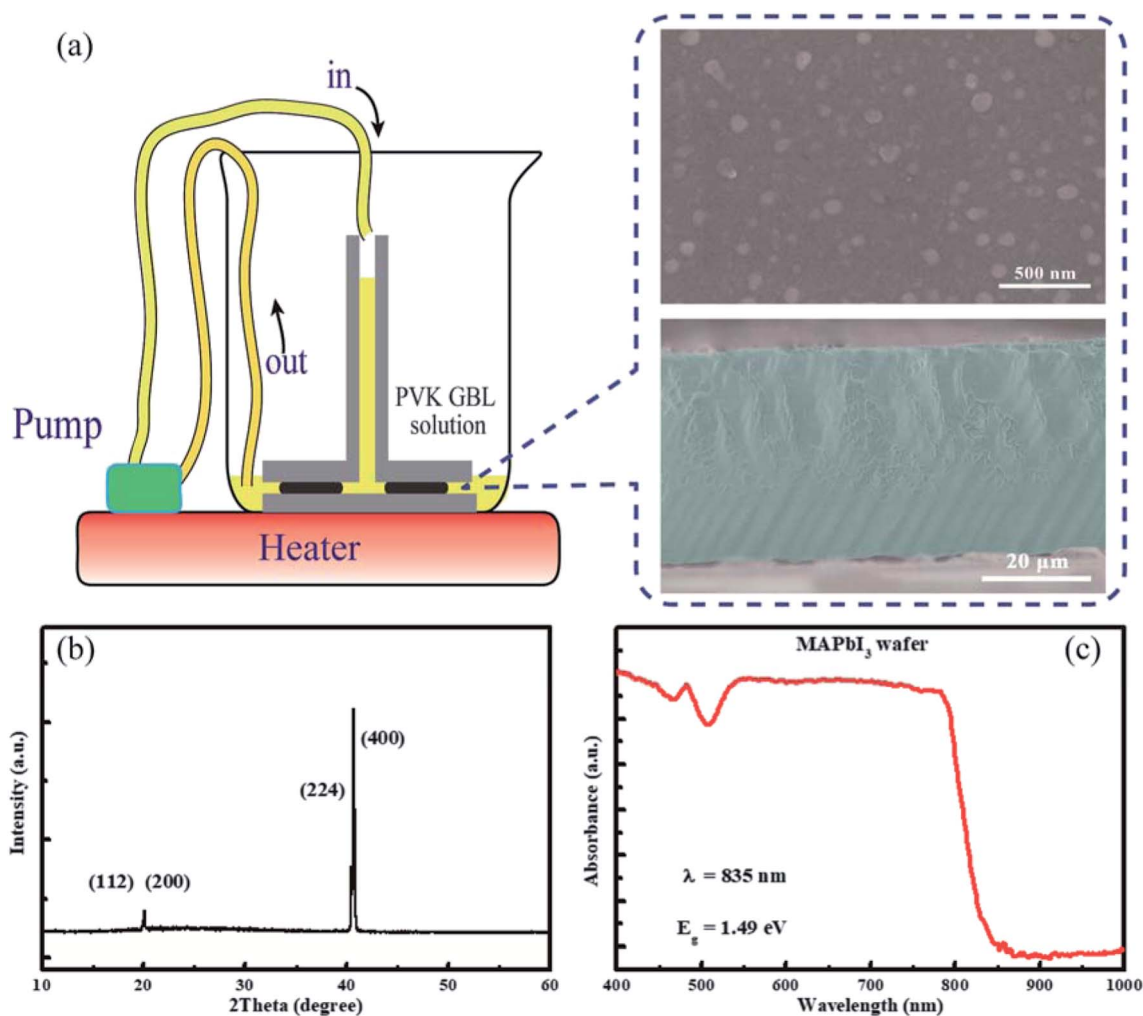 (a)
in
out
PVK GBL
solution
Pump
Heater
500 nm
20 μm
(b)
Intensity (a.u.)
(112) (200)
(224)
(400)
10 20 30 40 50 60
2Theta (degree)
(c)
MAPbI₃ wafer
Absorbance (a.u.)
λ = 835 nm
E_g = 1.49 eV
400 500 600 700 800 900 1000
Wavelength (nm)